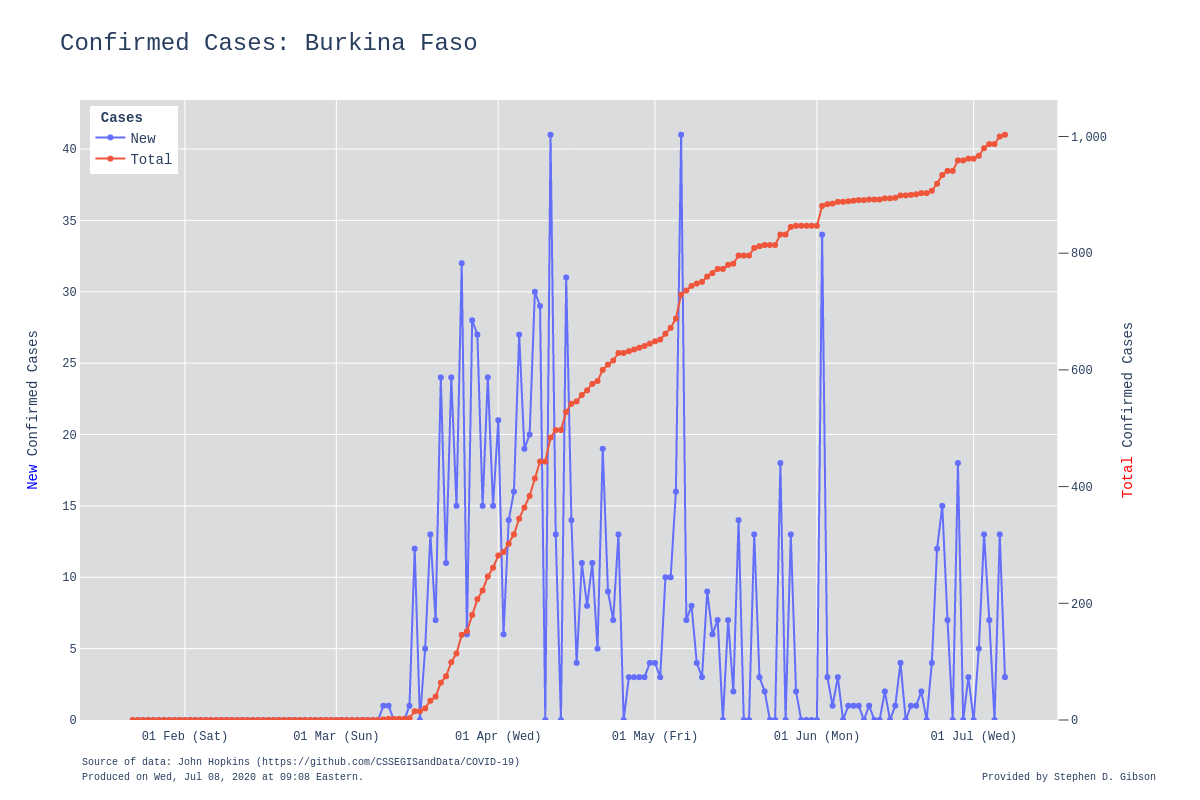 Confirmed Cases: Burkina Faso
Cases
New
Total
40
35
30
25
20
15
10
5
0
1,000
800
600
400
200
0
New Confirmed Cases
Total Confirmed Cases
01 Feb (Sat)
01 Mar (Sun)
01 Apr (Wed)
01 May (Fri)
01 Jun (Mon)
01 Jul (Wed)
Source of data: John Hopkins (https://github.com/CSSEGISandData/COVID-19)
Produced on Wed, Jul 08, 2020 at 09:08 Eastern.
Provided by Stephen D. Gibson